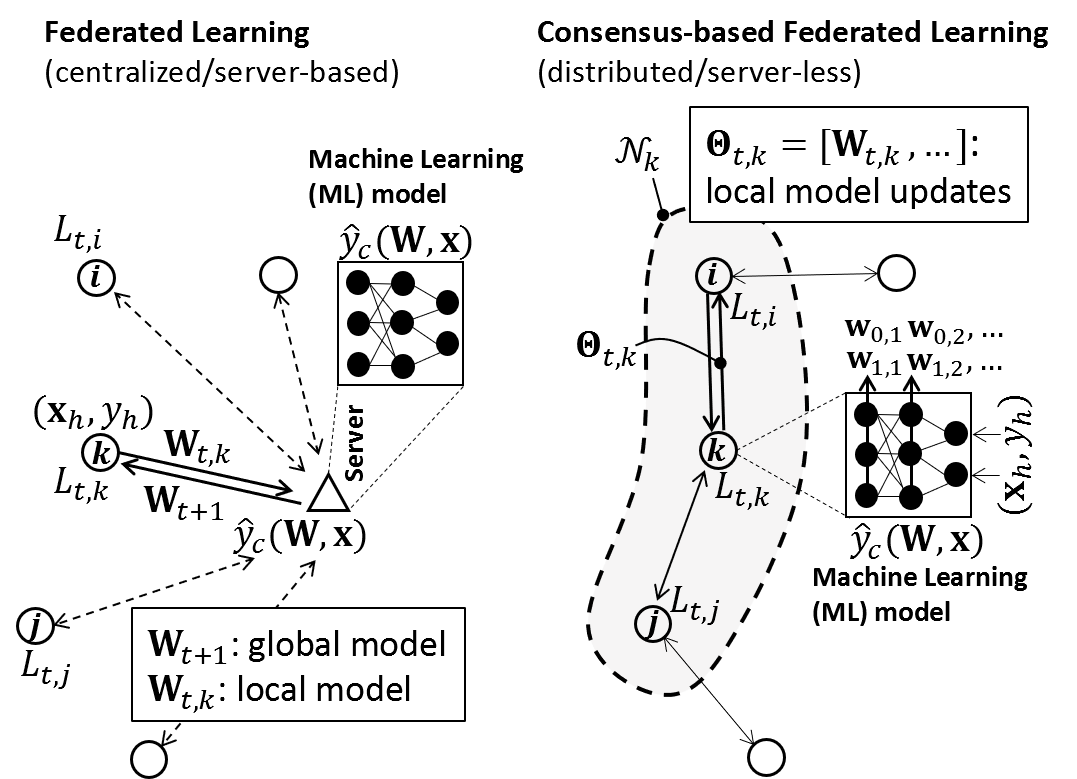 Federated Learning
(centralized/server-based)
Machine Learning
(ML) model
ŷ_c(𝐖, 𝐱)
L_{t,i}
i
(𝐱_h, y_h)
k
L_{t,k}
𝐖_{t,k}
𝐖_{t+1}
Server
ŷ_c(𝐖, 𝐱)
j
L_{t,j}
𝐖_{t+1}: global model
𝐖_{t,k}: local model
Consensus-based Federated Learning
(distributed/server-less)
𝒩_k
𝚯_{t,k} = [𝐖_{t,k}, …]:
local model updates
i
L_{t,i}
𝚯_{t,k}
k
L_{t,k}
𝐰_{0,1} 𝐰_{0,2}, …
𝐰_{1,1} 𝐰_{1,2}, …
(𝐱_h, y_h)
ŷ_c(𝐖, 𝐱)
Machine Learning
(ML) model
j
L_{t,j}